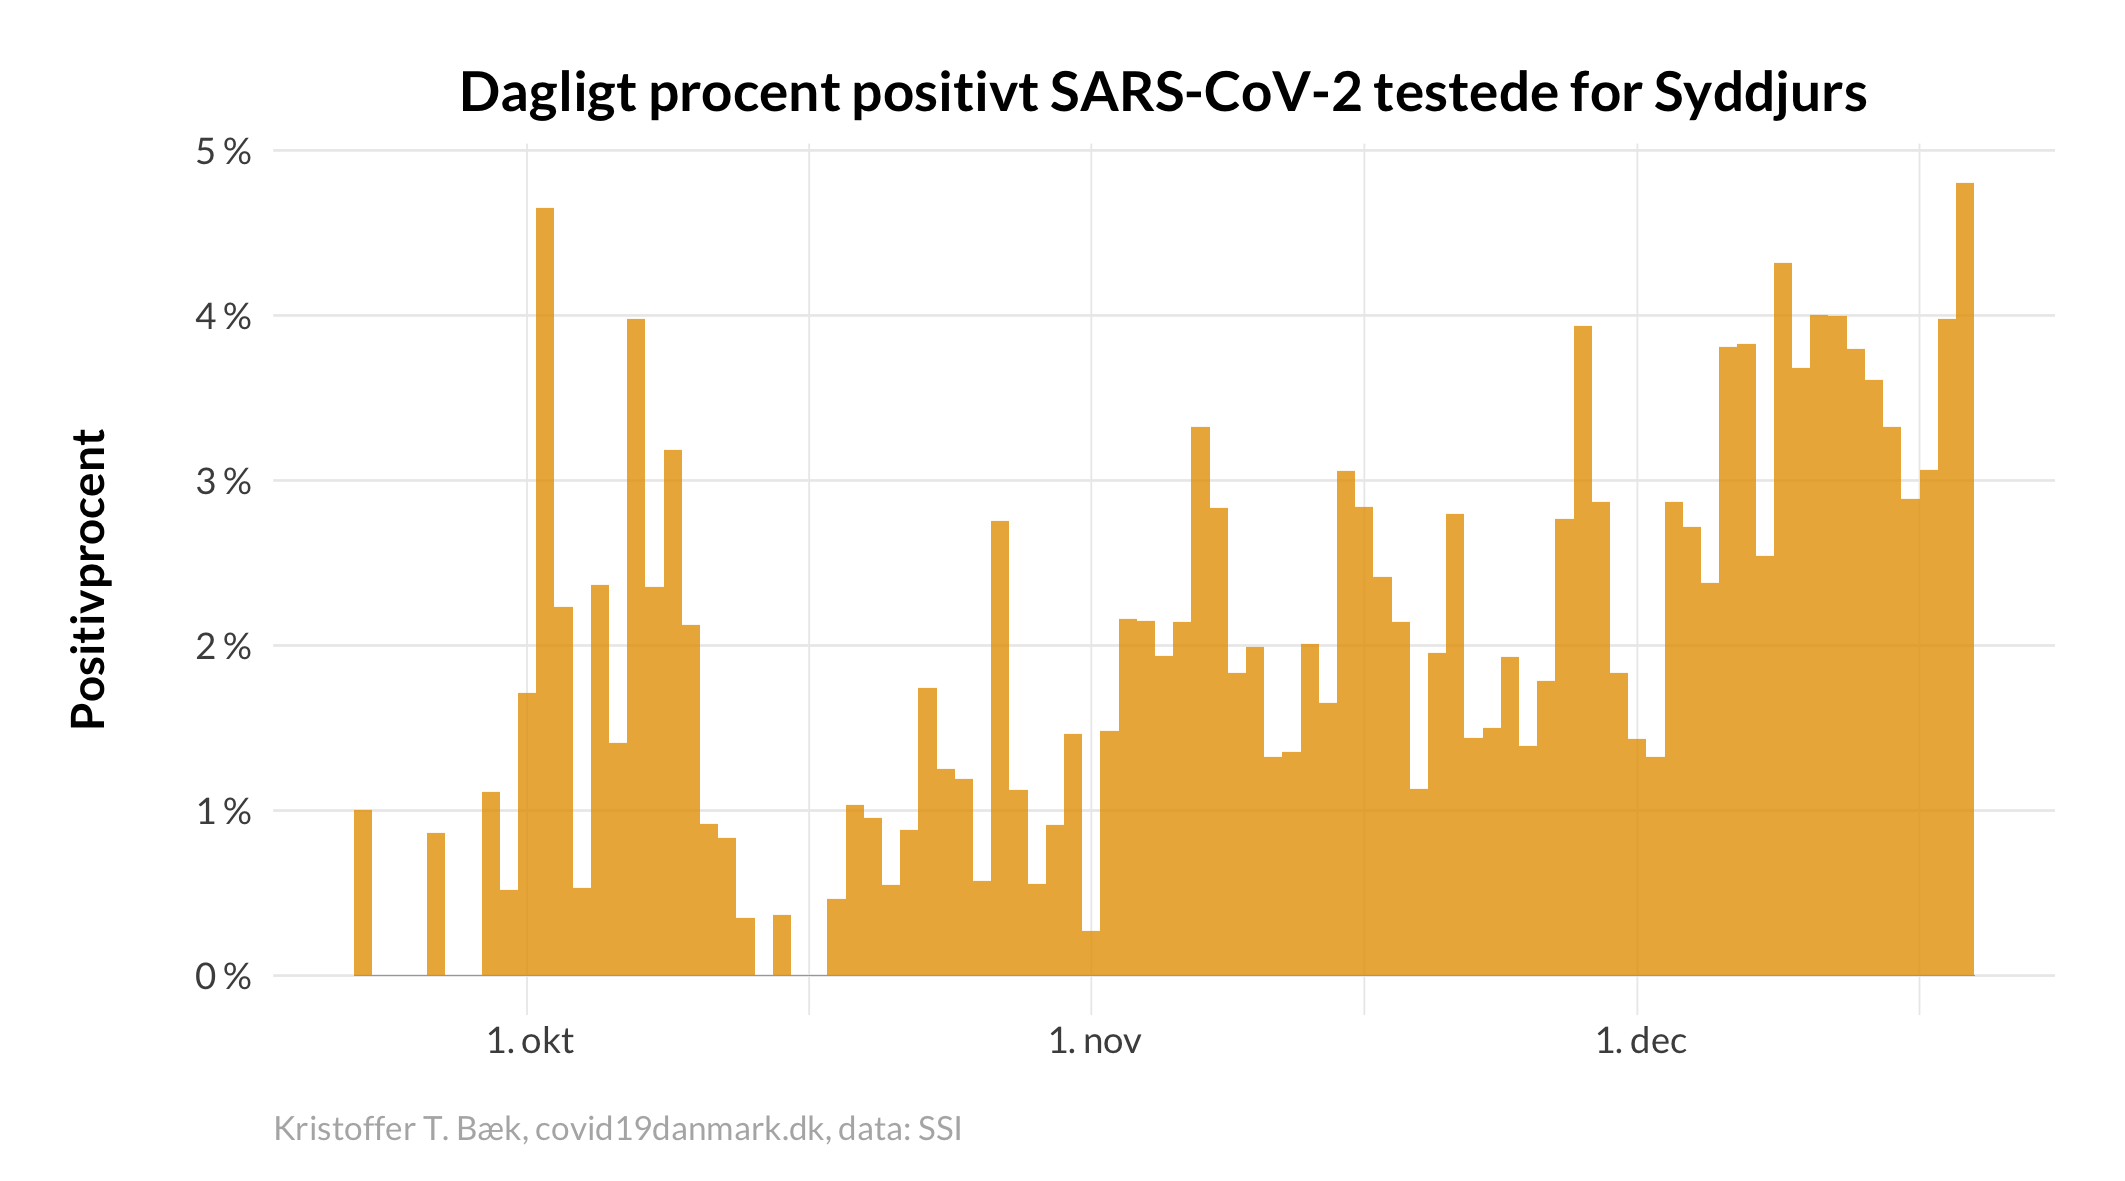 Dagligt procent positivt SARS-CoV-2 testede for Syddjurs
Positivprocent
5 %
4 %
3 %
2 %
1 %
0 %
1. okt
1. nov
1. dec
Kristoffer T. Bæk, covid19danmark.dk, data: SSI